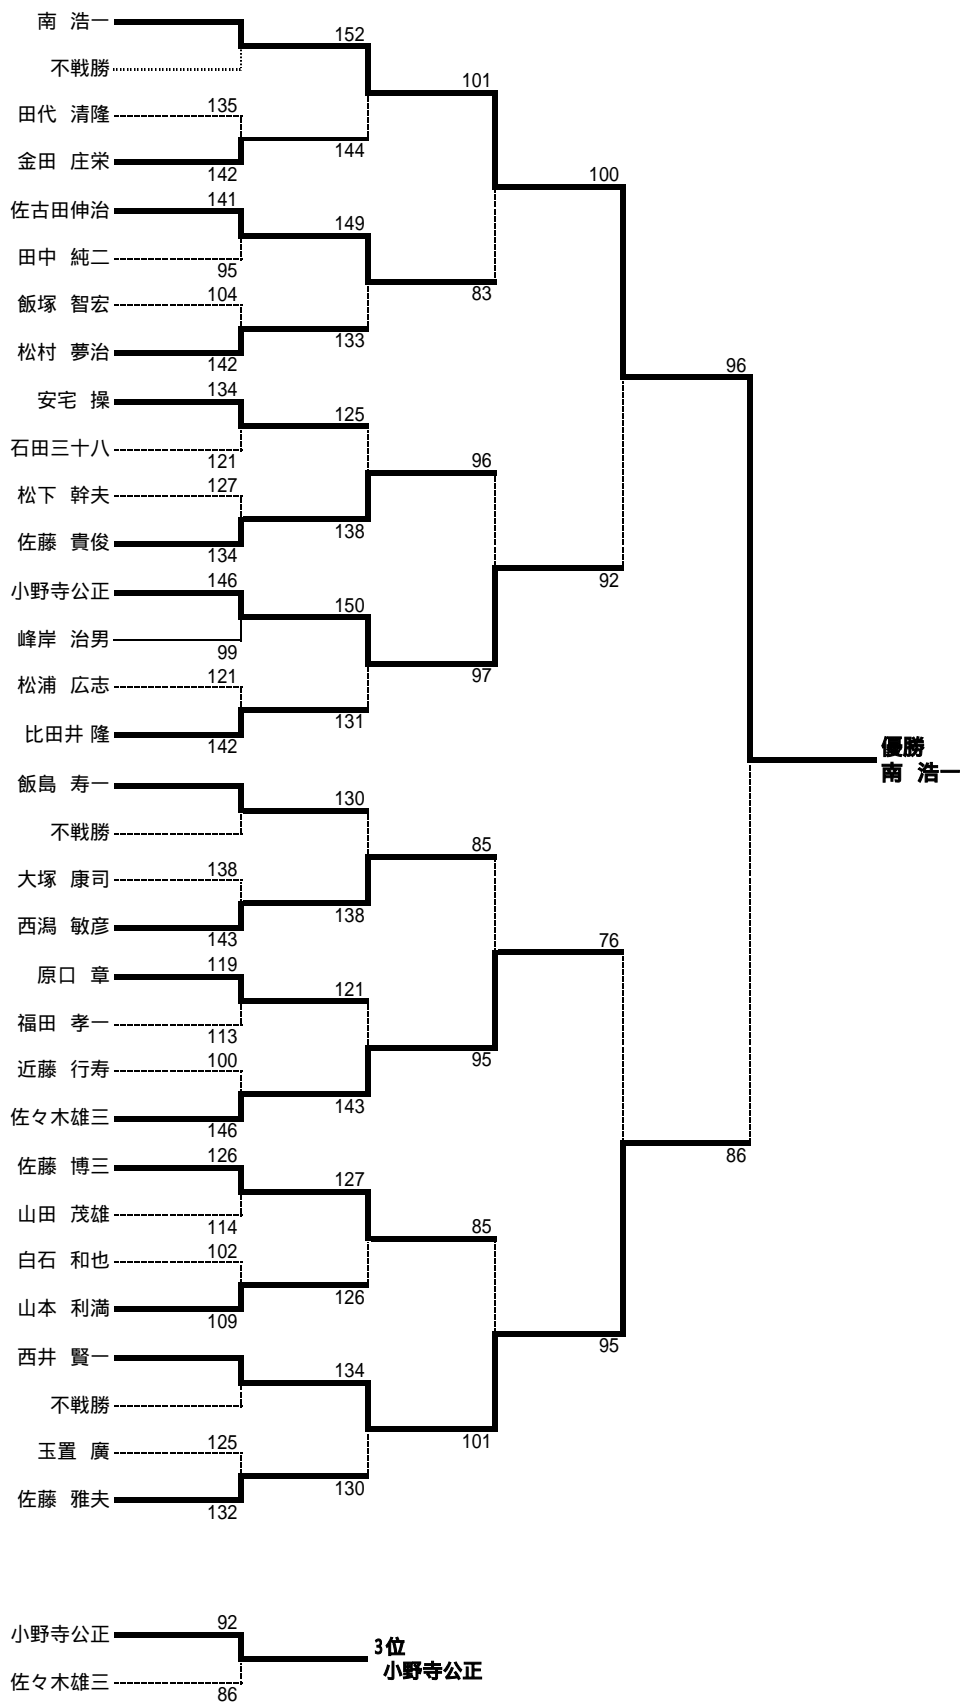 南 浩一
152
不戦勝
101
田代 清隆
135
144
金田 庄栄
142
100
佐古田伸治
141
149
田中 純二
95
83
飯塚 智宏
104
133
松村 夢治
142
96
安宅 操
134
125
石田三十八
121
96
松下 幹夫
127
138
佐藤 貴俊
134
92
小野寺公正
146
150
峰岸 治男
99
97
松浦 広志
121
131
比田井 隆
142
優勝
南 浩一
飯島 寿一
130
不戦勝
85
大塚 康司
138
138
西潟 敏彦
143
76
原口 章
119
121
福田 孝一
113
95
近藤 行寿
100
143
佐々木雄三
146
86
佐藤 博三
126
127
山田 茂雄
114
85
白石 和也
102
126
山本 利満
109
95
西井 賢一
134
不戦勝
101
玉置 廣
125
130
佐藤 雅夫
132
小野寺公正
92
3位
小野寺公正
佐々木雄三
86